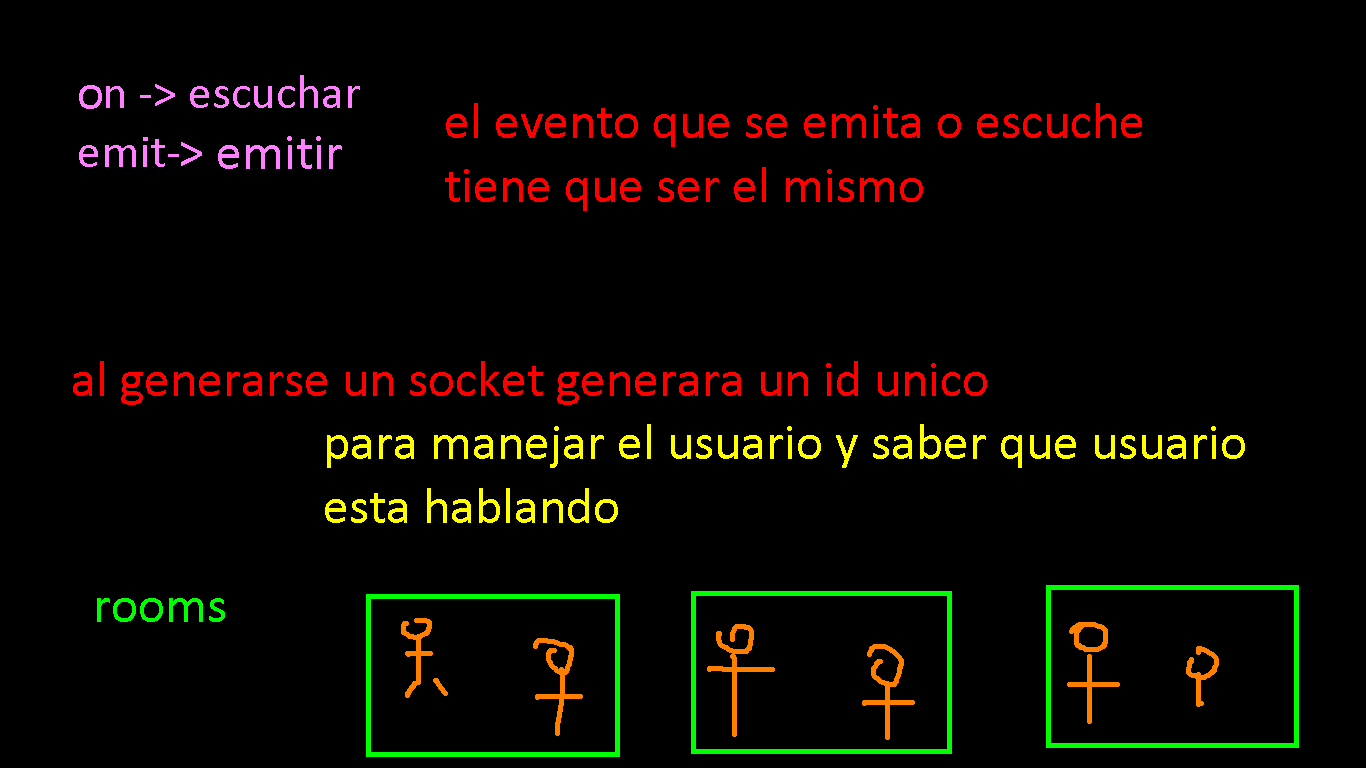 on -> escuchar
emit-> emitir
el evento que se emita o escuche
tiene que ser el mismo
al generarse un socket generara un id unico
para manejar el usuario y saber que usuario
esta hablando
rooms